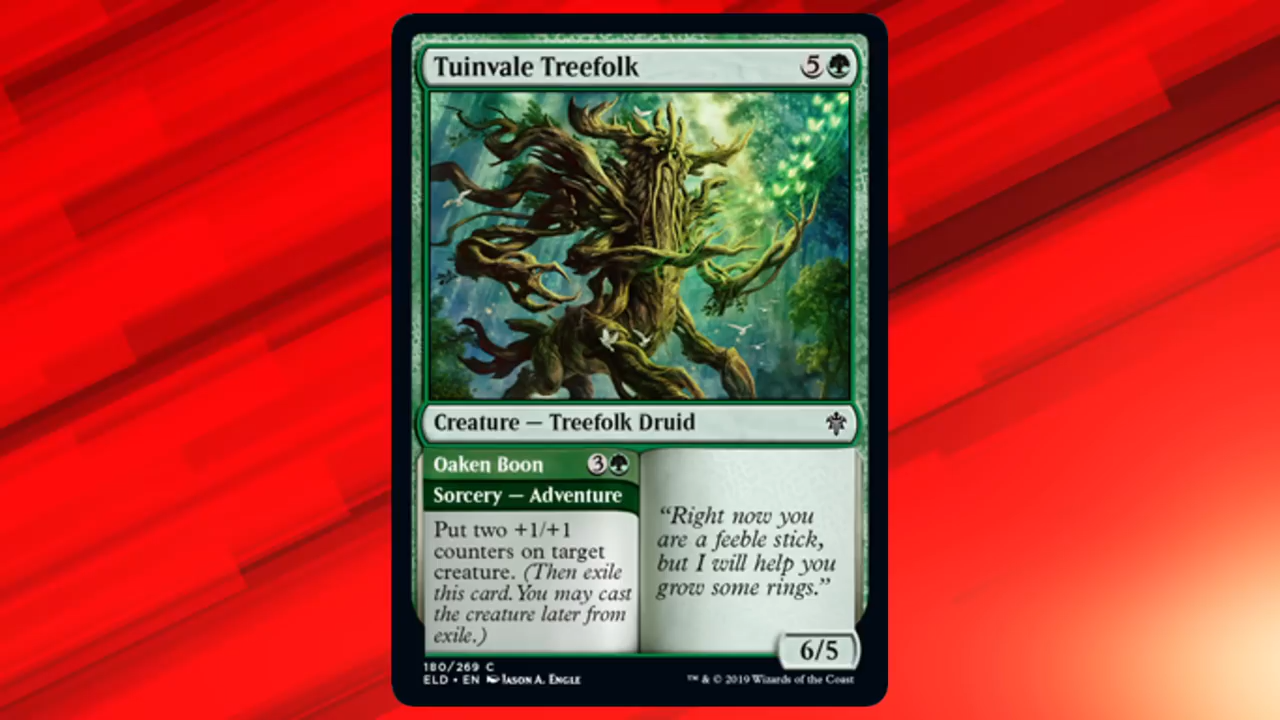 Tuinvale Treefolk 5
Creature — Treefolk Druid
Oaken Boon 3
Sorcery — Adventure
Put two +1/+1
counters on target
creature. (Then exile
this card. You may cast
the creature later from
exile.)
“Right now you
are a feeble stick,
but I will help you
grow some rings.”
6/5
180/269 C
ELD • EN Jason A. Engle
™ & © 2019 Wizards of the Coast